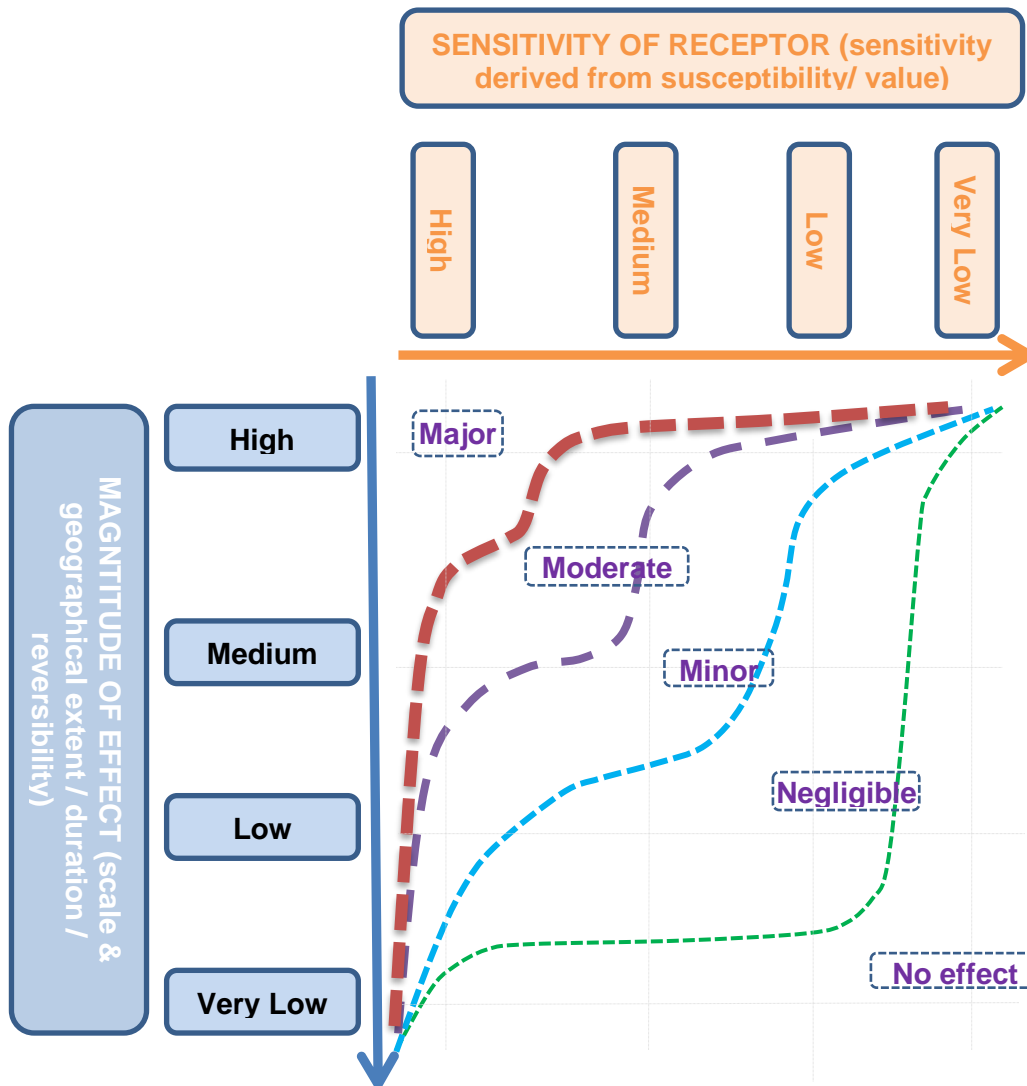 SENSITIVITY OF RECEPTOR (sensitivity
derived from susceptibility/ value)
High
Medium
Low
Very Low
MAGNTITUDE OF EFFECT (scale &
geographical extent / duration /
reversibility)
High
Medium
Low
Very Low
Major
Moderate
Minor
Negligible
No effect